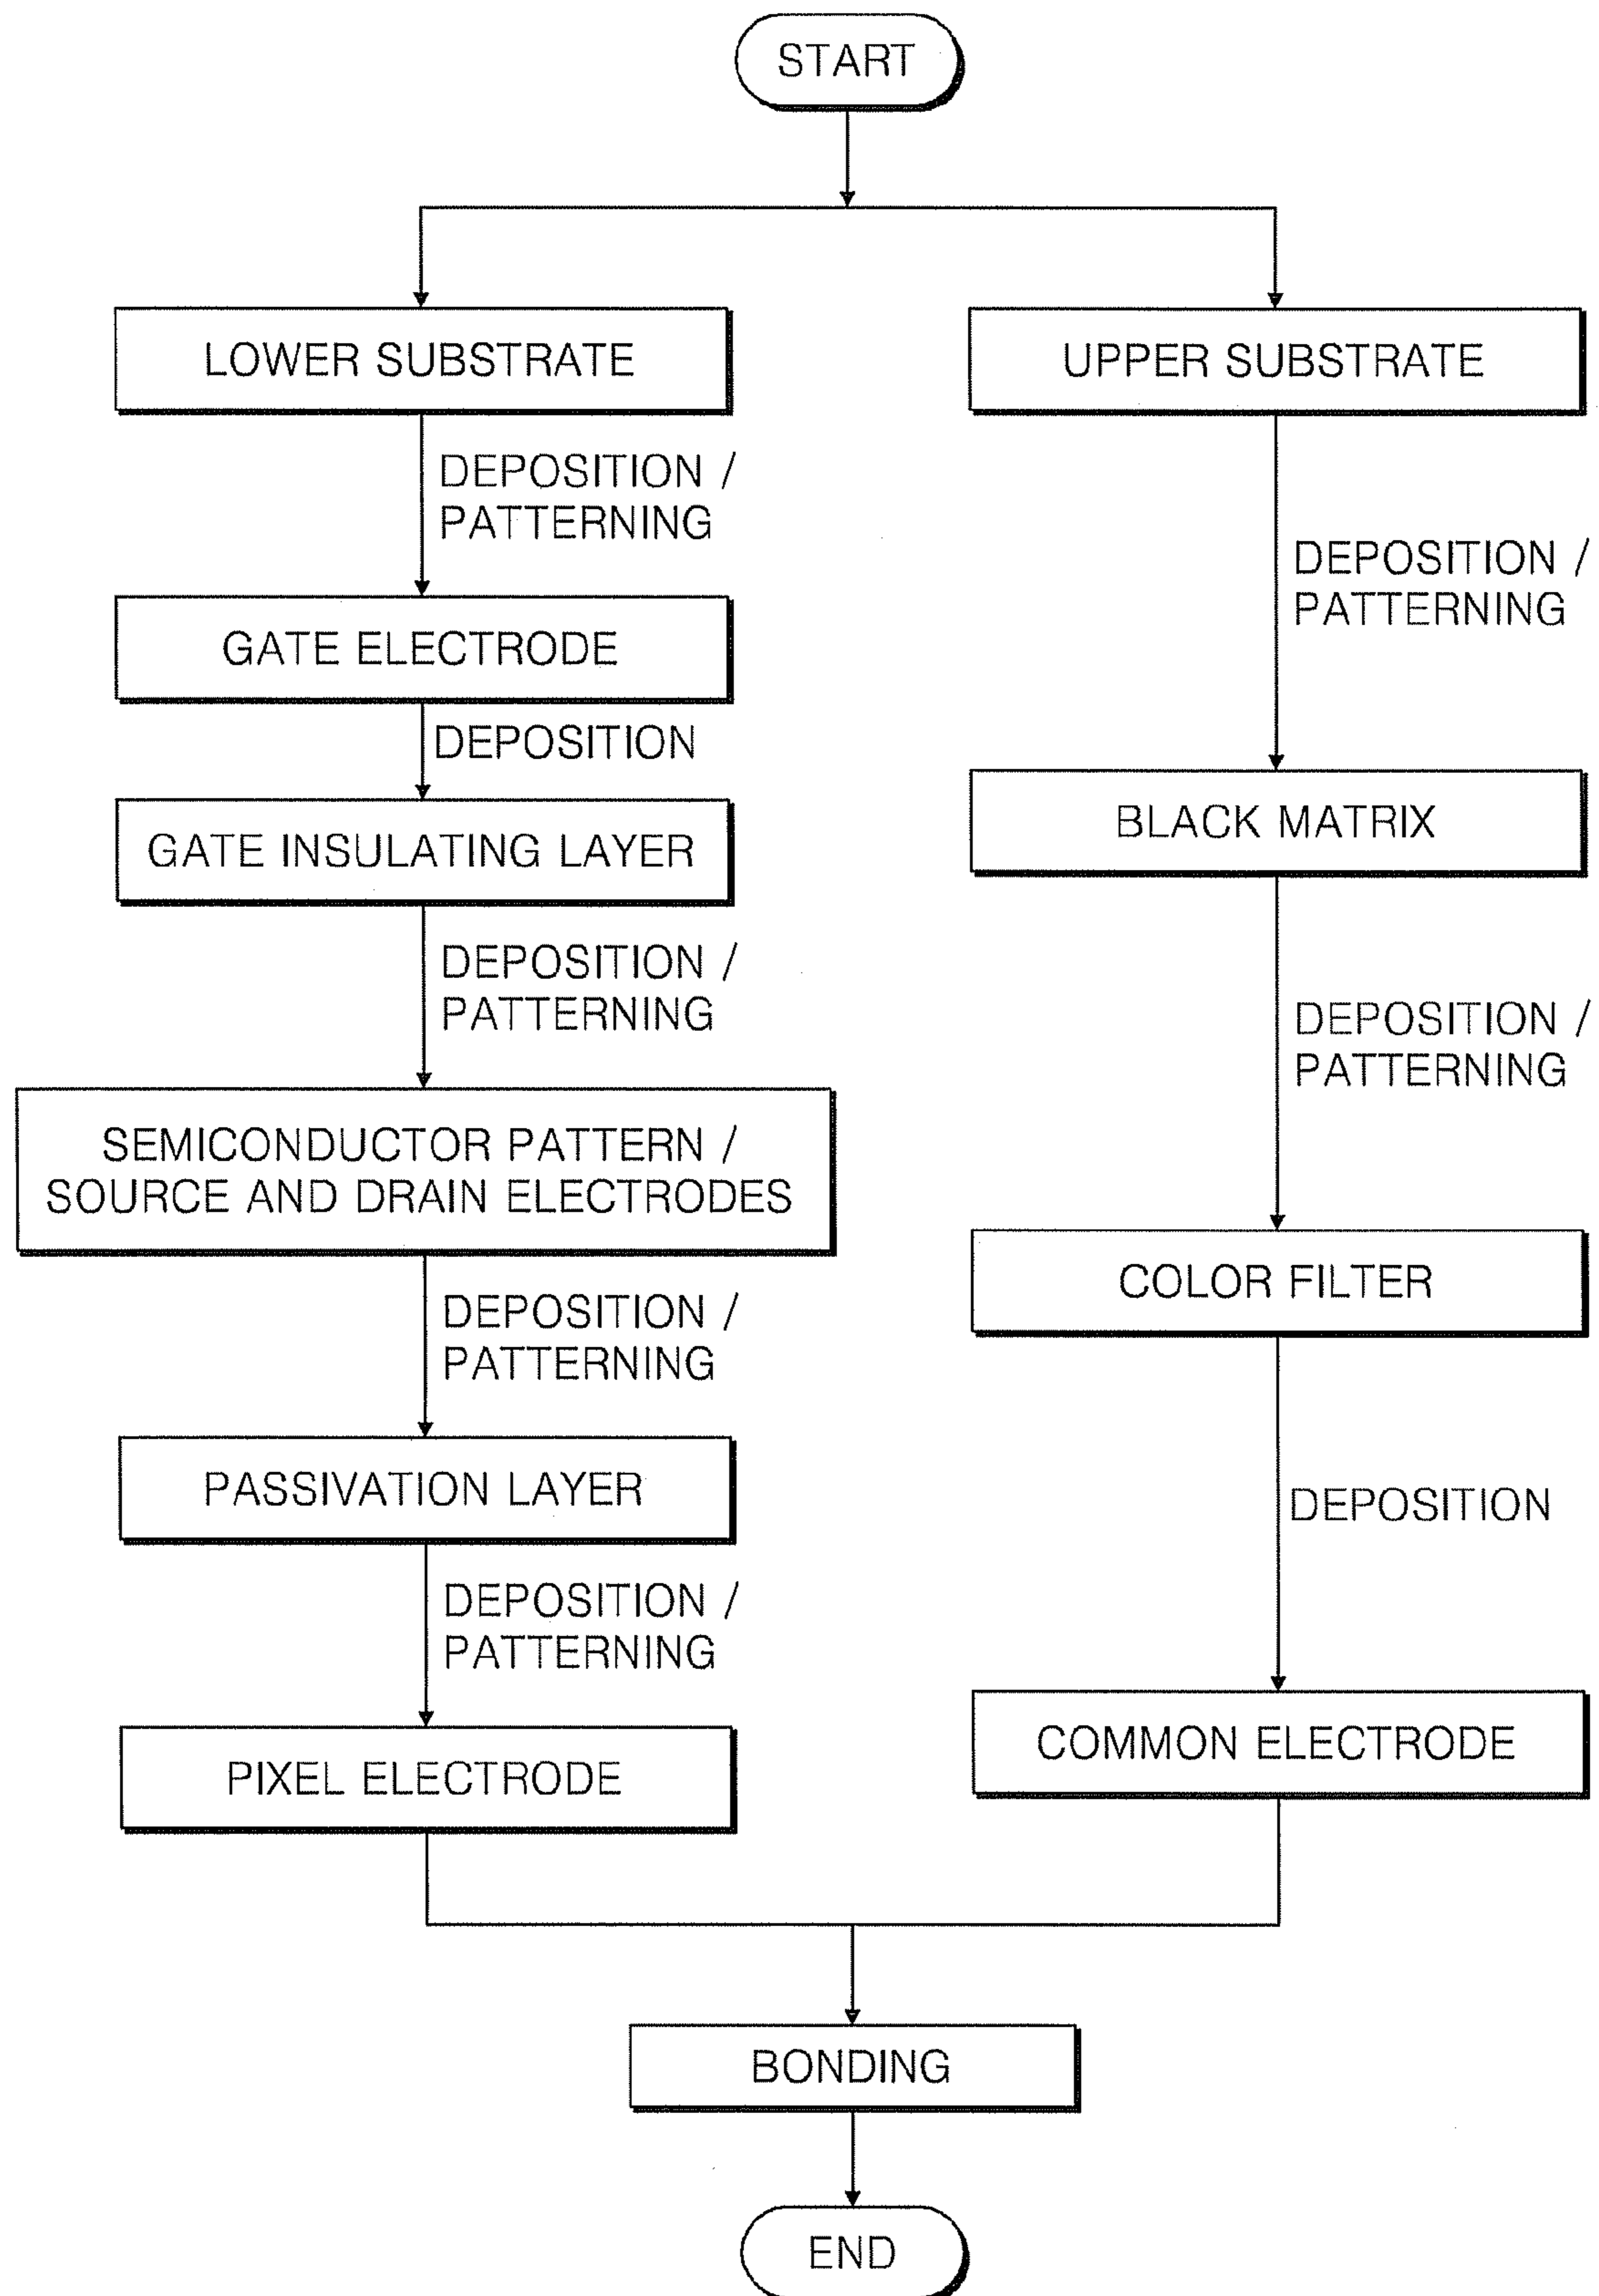 START
LOWER SUBSTRATE
DEPOSITION /
PATTERNING
GATE ELECTRODE
DEPOSITION
GATE INSULATING LAYER
DEPOSITION /
PATTERNING
SEMICONDUCTOR PATTERN /
SOURCE AND DRAIN ELECTRODES
DEPOSITION /
PATTERNING
PASSIVATION LAYER
DEPOSITION /
PATTERNING
PIXEL ELECTRODE
UPPER SUBSTRATE
DEPOSITION /
PATTERNING
BLACK MATRIX
DEPOSITION /
PATTERNING
COLOR FILTER
DEPOSITION
COMMON ELECTRODE
BONDING
END